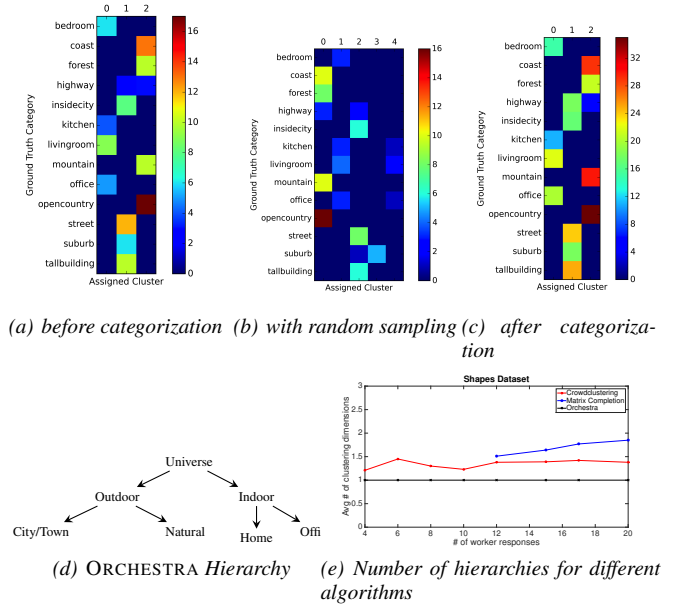 0 1 2
Ground Truth Category
bedroom
coast
forest
highway
insidecity
kitchen
livingroom
mountain
office
opencountry
street
suburb
tallbuilding
Assigned Cluster
16
14
12
10
8
6
4
2
0
0 1 2 3 4
Ground Truth Category
bedroom
coast
forest
highway
insidecity
kitchen
livingroom
mountain
office
opencountry
street
suburb
tallbuilding
Assigned Cluster
16
14
12
10
8
6
4
2
0
0 1 2
Ground Truth Category
bedroom
coast
forest
highway
insidecity
kitchen
livingroom
mountain
office
opencountry
street
suburb
tallbuilding
Assigned Cluster
32
28
24
20
16
12
8
4
0
(a) before categorization
(b) with random sampling
(c) after categoriza-
tion
Universe
Outdoor Indoor
City/Town Natural Home Offi
(d) ORCHESTRA Hierarchy
Shapes Dataset
Crowdclustering
Matrix Completion
Orchestra
Avg # of clustering dimensions
3
2.5
2
1.5
1
0.5
0
4 6 8 10 12 14 16 18 20
# of worker responses
(e) Number of hierarchies for different
algorithms